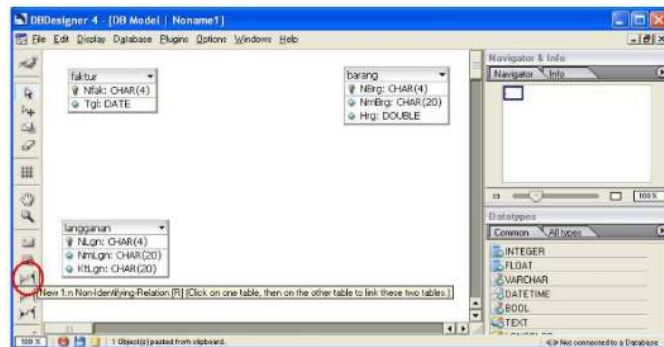 DBDesigner 4 - [DB Model | Noname1]
File Edit Display Database Plugins Options Windows Help
faktur
Nfak: CHAR(4)
Tgl: DATE
barang
NBrg: CHAR(4)
NmBrg: CHAR(20)
Hrg: DOUBLE
langganan
NLgn: CHAR(4)
NmLgn: CHAR(20)
KtLgn: CHAR(20)
New 1:n Non-Identifying-Relation [R] (Click on one table, then on the other table to link these two tables.)
Navigator & Info
Navigator Info
100 %
Datatypes
Common All types
INTEGER
FLOAT
VARCHAR
DATETIME
BOOL
TEXT
100 % 1 Object(s) pasted from clipboard. Not connected to a Database